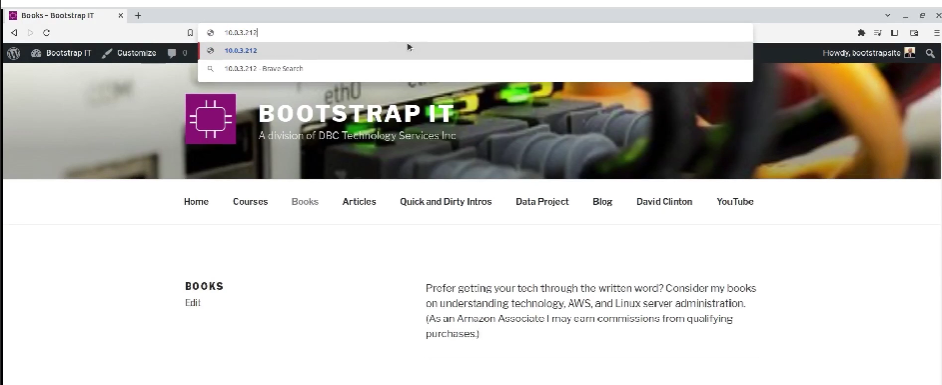 Books – Bootstrap IT
10.0.3.212
Bootstrap IT Customize 0 Howdy, bootstrapsite
10.0.3.212
10.0.3.212 - Brave Search
ethU
BOOTSTRAP IT
A division of DBC Technology Services Inc
Home Courses Books Articles Quick and Dirty Intros Data Project Blog David Clinton YouTube
BOOKS
Edit
Prefer getting your tech through the written word? Consider my books
on understanding technology, AWS, and Linux server administration.
(As an Amazon Associate I may earn commissions from qualifying
purchases.)